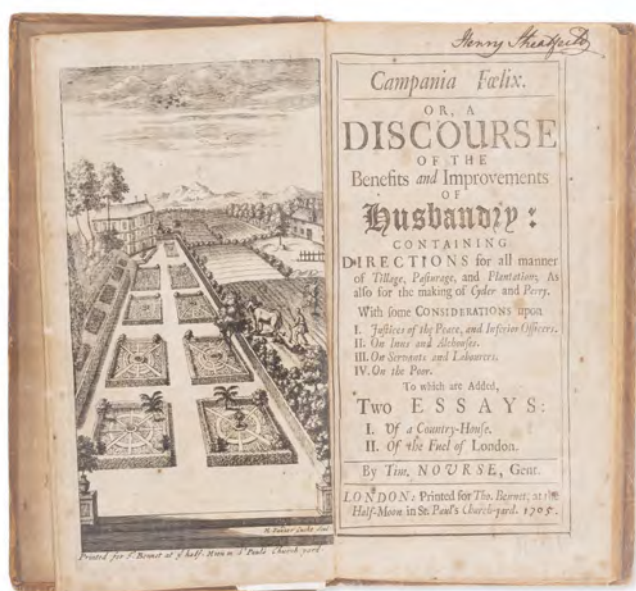 Henry
Campania Fœlix.
OR, A
DISCOURSE
OF THE
Benefits and Improvements
OF
Husbandry:
CONTAINING
DIRECTIONS for all manner
of Tillage, Pasturage, and Plantation; As
also for the making of Cyder and Perry.
With some CONSIDERATIONS upon
I. Justices of the Peace, and Inferior Officers.
II. On Inns and Alehouses.
III. On Servants and Labourers.
IV. On the Poor.
To which are Added,
Two ESSAYS:
I. Of a Country-House.
II. Of the Fuel of London.
By Tim. NOURSE, Gent.
LONDON: Printed for Tho. Bennet, at the
Half-Moon in St. Paul's Church-yard. 1705.
Gucht
Printed for T. Bennet at ye half-Moon in St Pauls Church yard.